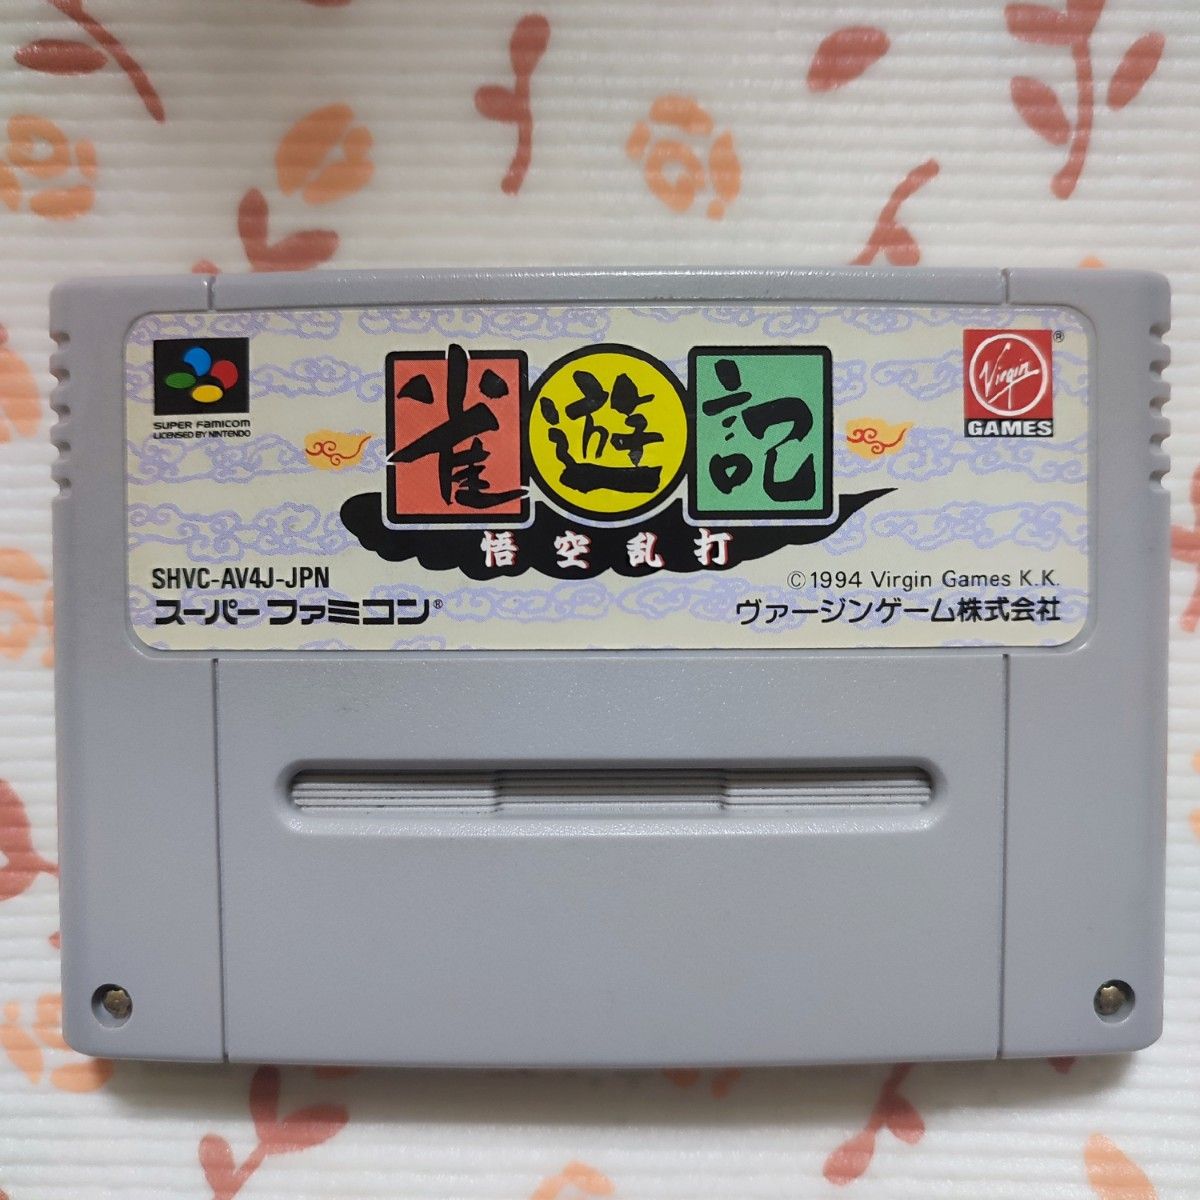 SUPER Famicom
LICENSED BY NINTENDO
雀遊記
悟空乱打
Virgin®
GAMES
SHVC-AV4J-JPN
スーパーファミコン®
©1994 Virgin Games K.K.
ヴァージンゲーム株式会社